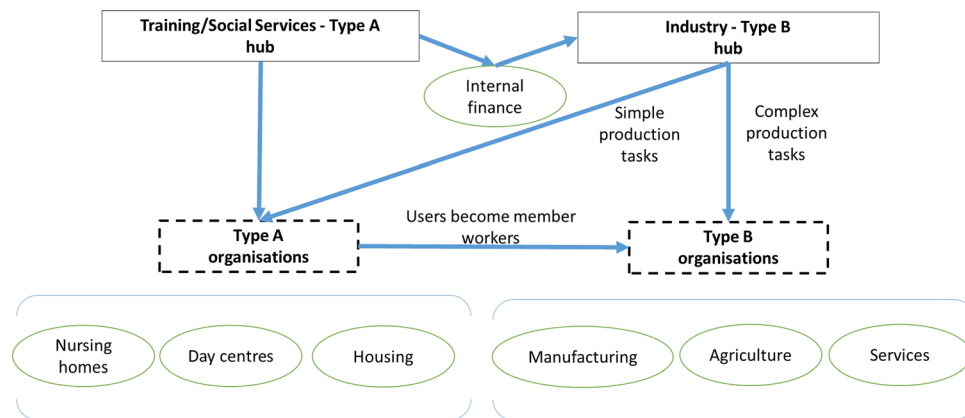 Training/Social Services - Type A
hub
Industry - Type B
hub
Internal
finance
Simple
production
tasks
Complex
production
tasks
Users become member
workers
Type A
organisations
Type B
organisations
Nursing
homes
Day centres
Housing
Manufacturing
Agriculture
Services